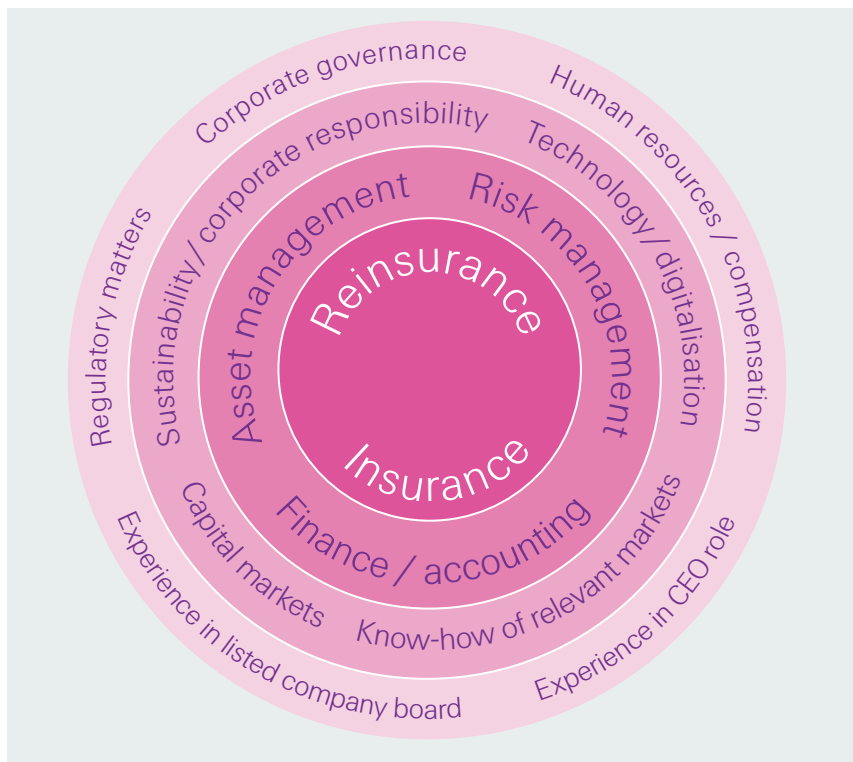 Corporate governance
Human resources / compensation
Regulatory matters
Experience in listed company board
Experience in CEO role
Sustainability / corporate responsibility
Technology / digitalisation
Capital markets
Know-how of relevant markets
Asset management
Risk management
Finance / accounting
Reinsurance
Insurance